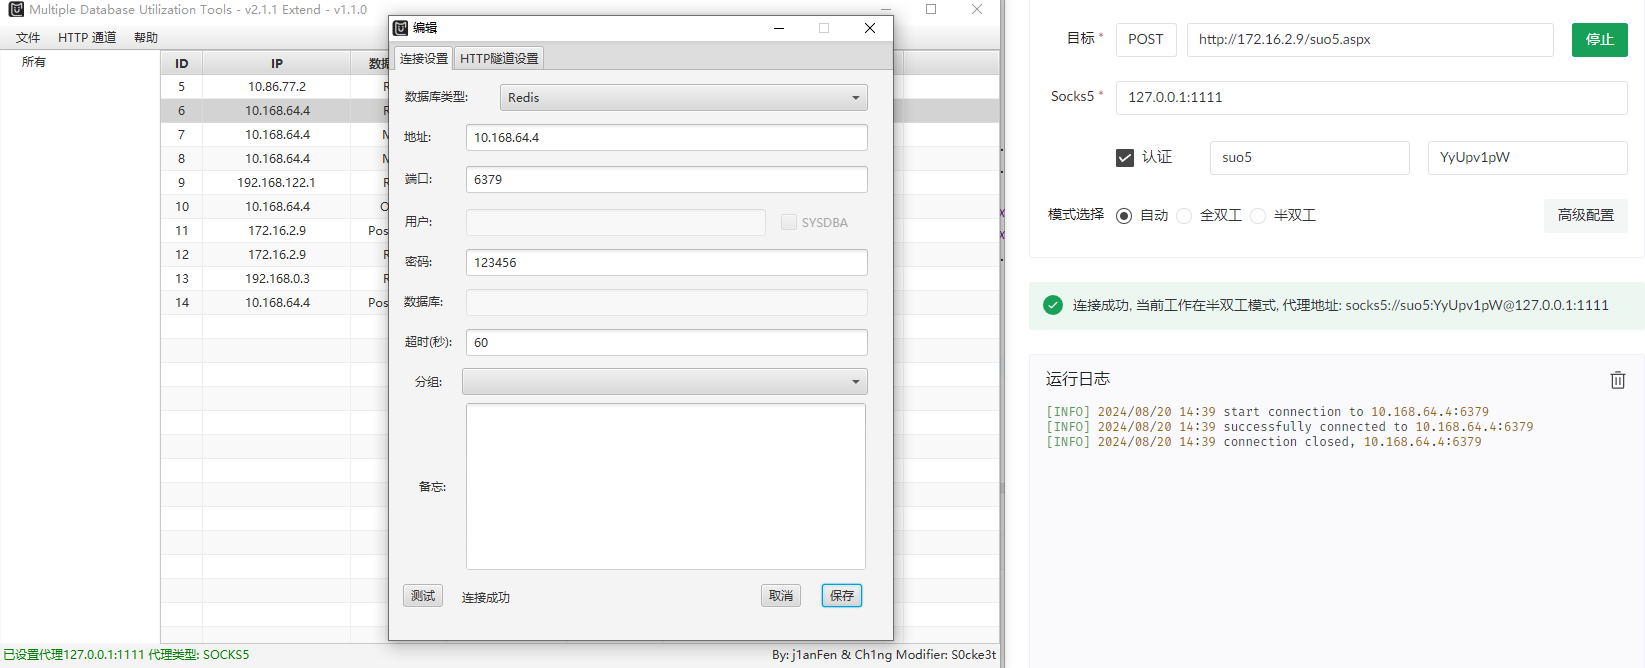 Multiple Database Utilization Tools - v2.1.1 Extend - v1.1.0
文件 HTTP 通道 帮助
所有
ID IP 数据
5 10.86.77.2 R
6 10.168.64.4 R
7 10.168.64.4 M
8 10.168.64.4 M
9 192.168.122.1 R
10 10.168.64.4 O
11 172.16.2.9 Pos
12 172.16.2.9 R
13 192.168.0.3 R
14 10.168.64.4 Pos
编辑
连接设置 HTTP隧道设置
数据库类型: Redis
地址: 10.168.64.4
端口: 6379
用户: SYSDBA
密码: 123456
数据库:
超时(秒): 60
分组:
备忘:
测试 连接成功 取消 保存
已设置代理127.0.0.1:1111 代理类型: SOCKS5
By: j1anFen & Ch1ng Modifier: S0cke3t
目标 * POST http://172.16.2.9/suo5.aspx 停止
Socks5 * 127.0.0.1:1111
认证 suo5 YyUpv1pW
模式选择 自动 全双工 半双工 高级配置
连接成功, 当前工作在半双工模式, 代理地址: socks5://suo5:YyUpv1pW@127.0.0.1:1111
运行日志
[INFO] 2024/08/20 14:39 start connection to 10.168.64.4:6379
[INFO] 2024/08/20 14:39 successfully connected to 10.168.64.4:6379
[INFO] 2024/08/20 14:39 connection closed, 10.168.64.4:6379